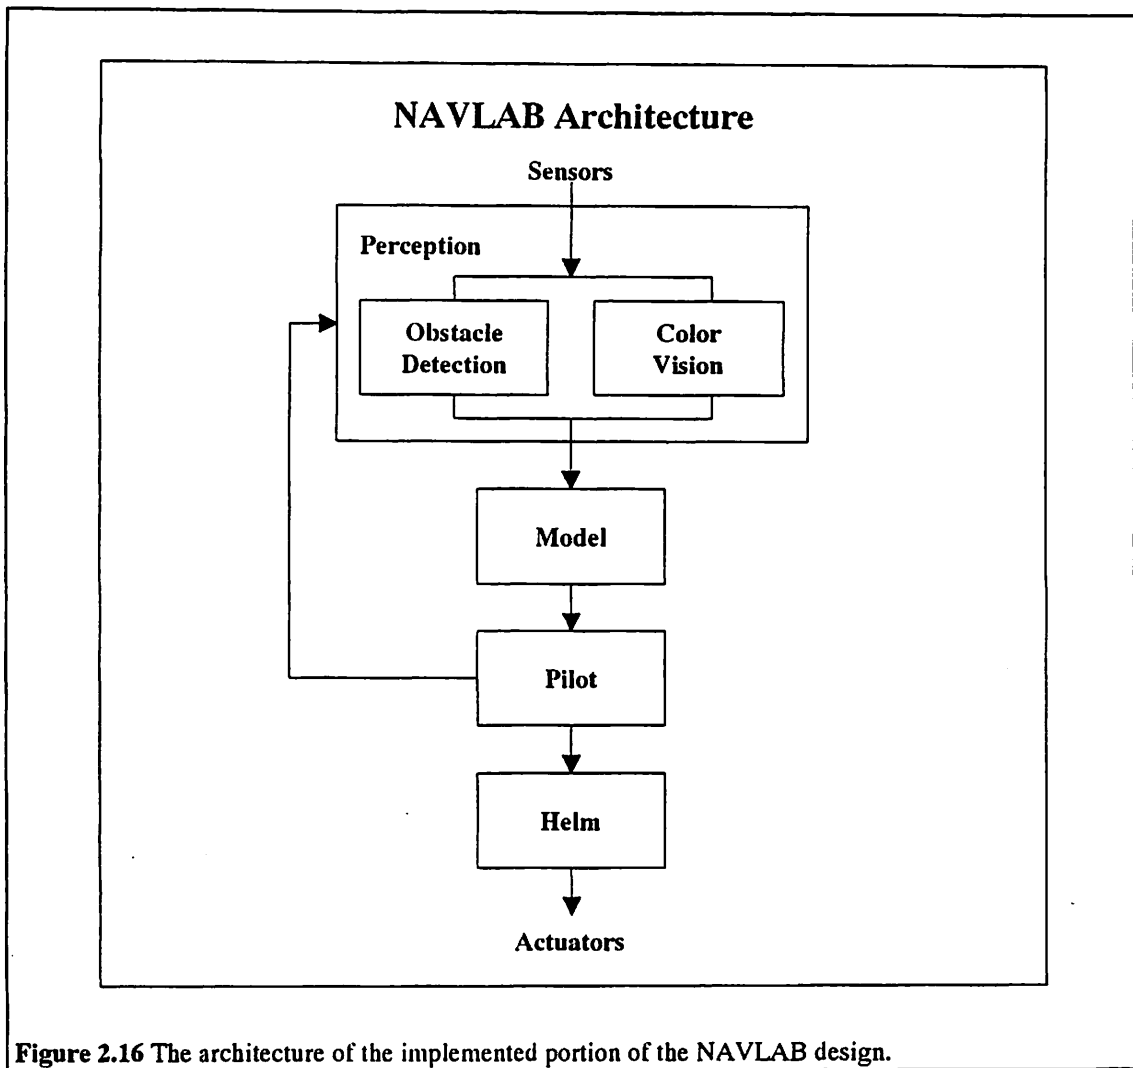 NAVLAB Architecture
Sensors
Perception
Obstacle
Detection
Color
Vision
Model
Pilot
Helm
Actuators
Figure 2.16 The architecture of the implemented portion of the NAVLAB design.